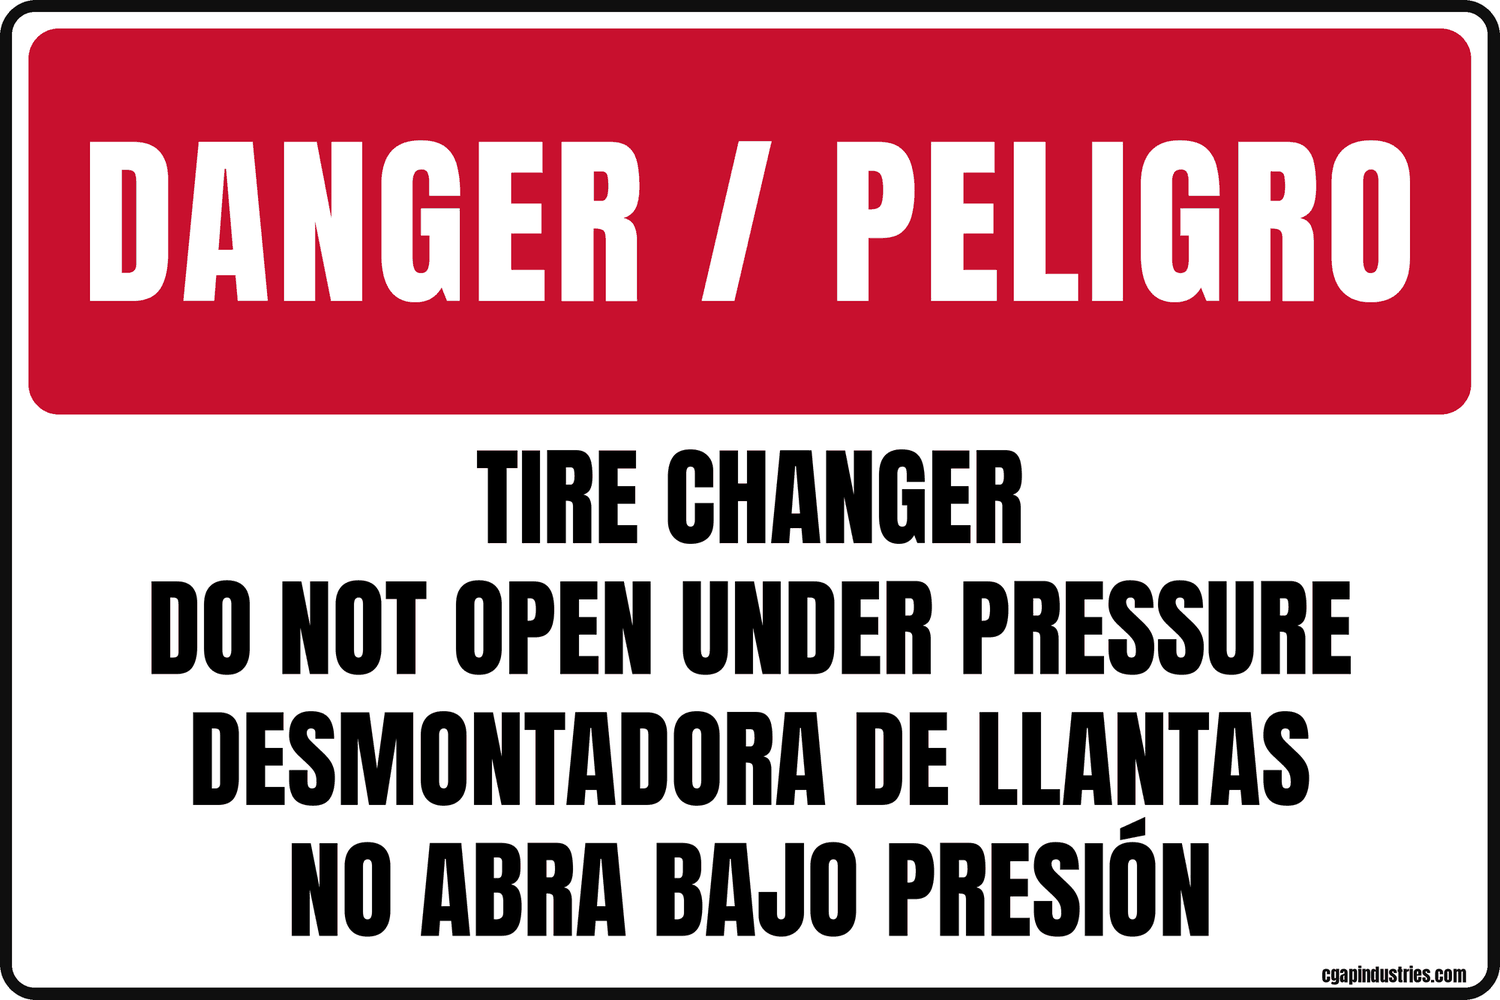 DANGER / PELIGRO
TIRE CHANGER
DO NOT OPEN UNDER PRESSURE
DESMONTADORA DE LLANTAS
NO ABRA BAJO PRESIÓN
cgapindustries.com